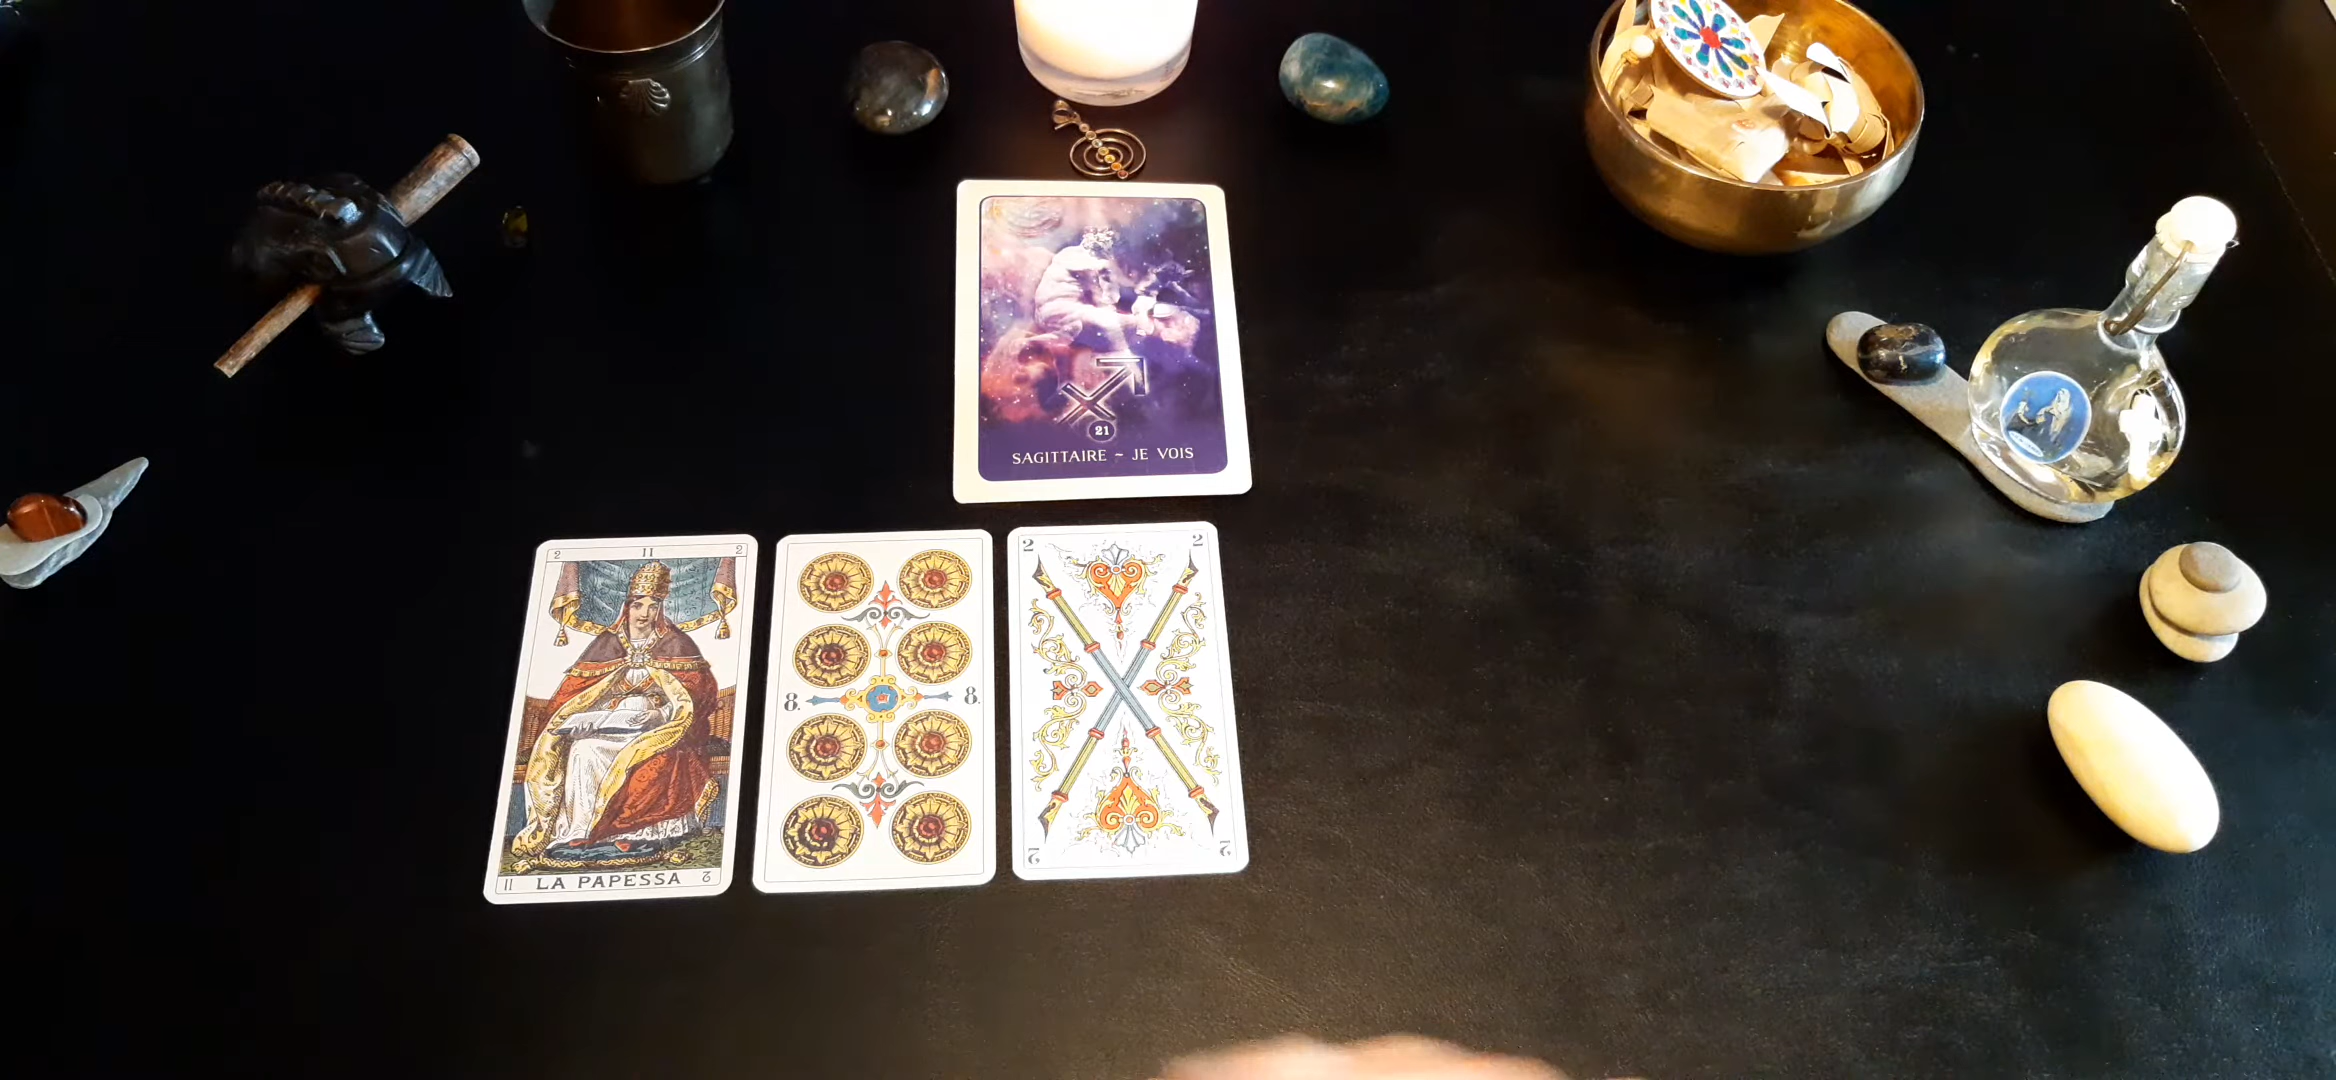 21
SAGITTAIRE ~ JE VOIS
2 II 2
II LA PAPESSA 2
8. 8.
2 2
2 2